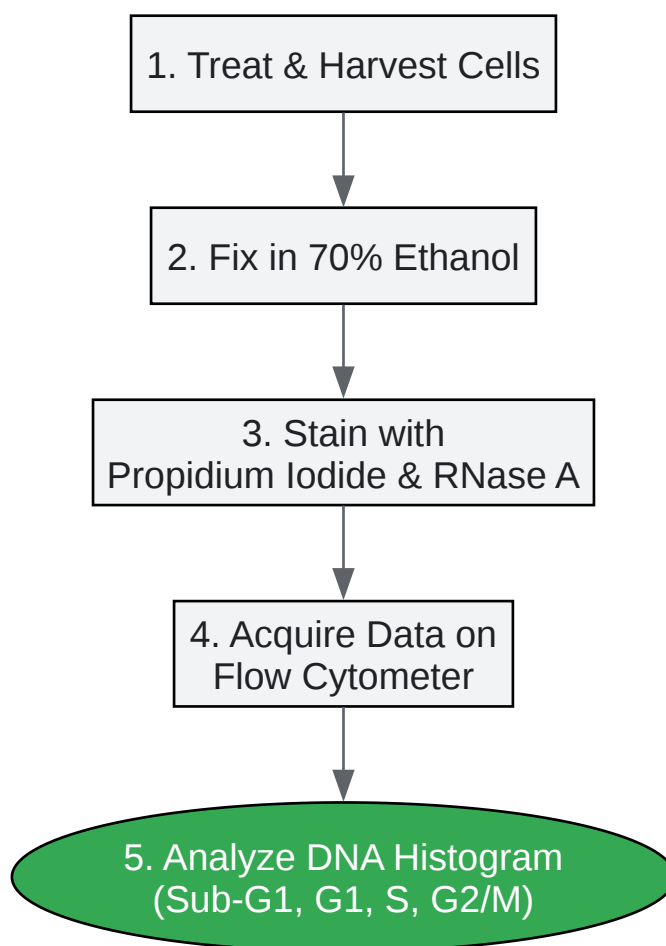 1. Treat & Harvest Cells
2. Fix in 70% Ethanol
3. Stain with
Propidium Iodide & RNase A
4. Acquire Data on
Flow Cytometer
5. Analyze DNA Histogram
(Sub-G1, G1, S, G2/M)